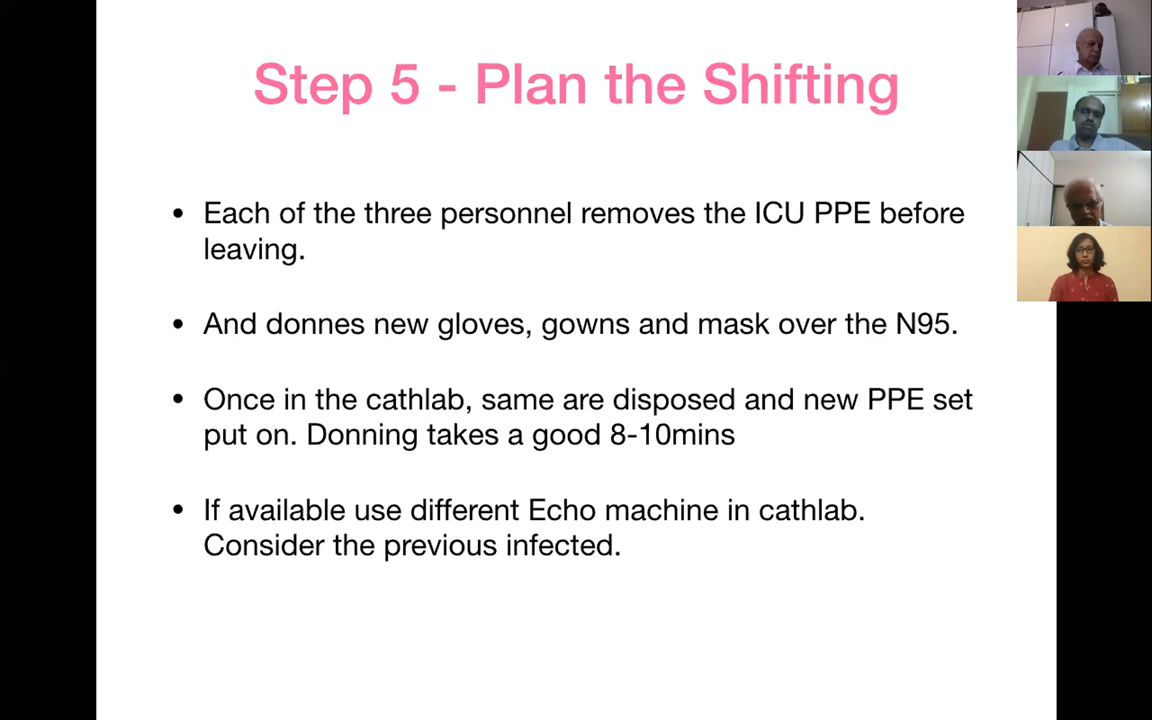 Step 5 - Plan the Shifting
• Each of the three personnel removes the ICU PPE before
leaving.
• And donnes new gloves, gowns and mask over the N95.
• Once in the cathlab, same are disposed and new PPE set
put on. Donning takes a good 8-10mins
• If available use different Echo machine in cathlab.
Consider the previous infected.